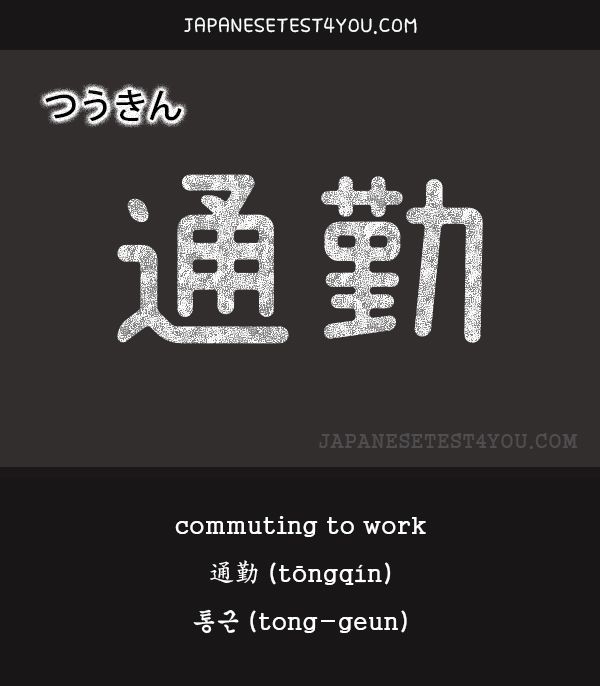 JAPANESETEST4YOU.COM
つうきん
通勤
JAPANESETEST4YOU.COM
commuting to work
通勤 (tōngqín)
통근 (tong-geun)